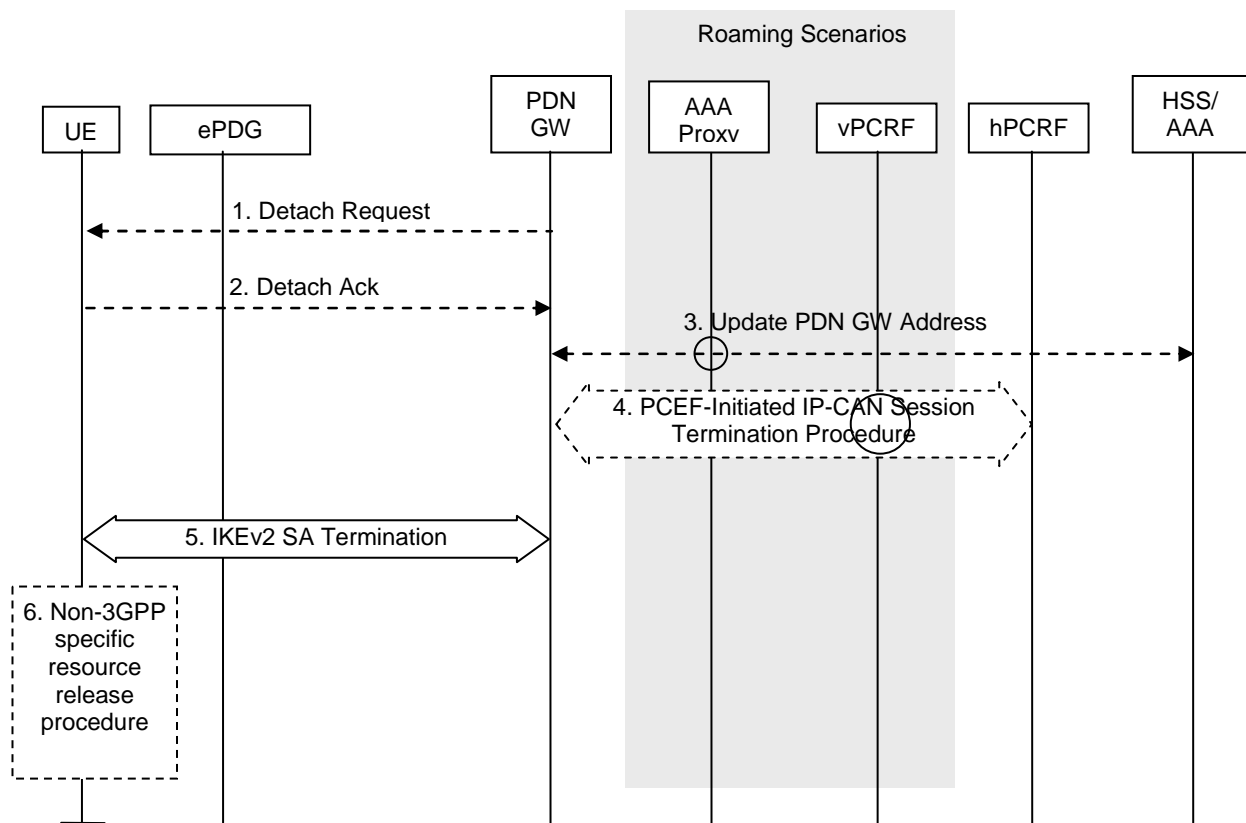 Roaming Scenarios
UE
ePDG
PDN
GW
AAA
Proxv
vPCRF
hPCRF
HSS/
AAA
1. Detach Request
2. Detach Ack
3. Update PDN GW Address
4. PCEF-Initiated IP-CAN Session
Termination Procedure
5. IKEv2 SA Termination
6. Non-3GPP
specific
resource
release
procedure